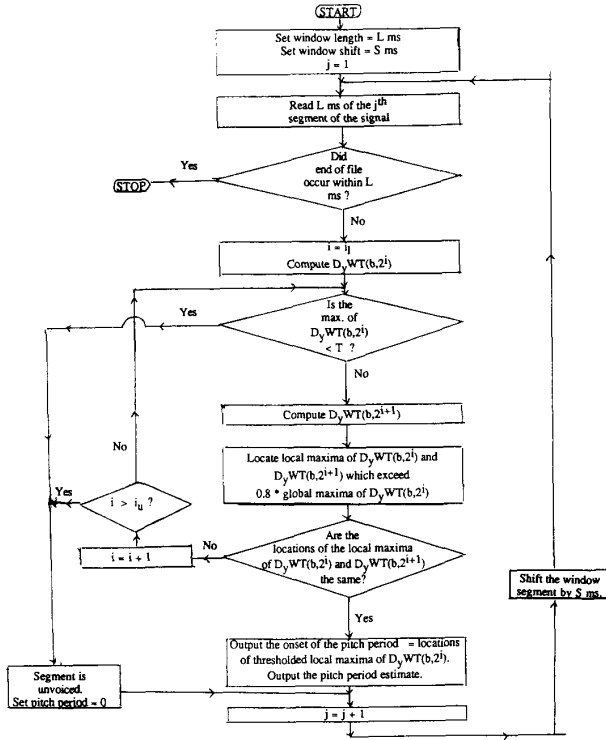 START
Set window length = L ms
Set window shift = S ms
j = 1
Read L ms of the jth
segment of the signal
Did
end of file
occur within L
ms ?
Yes
STOP
No
i = il
Compute DyWT(b,2i)
Is the
max. of
DyWT(b,2i)
< T ?
Yes
No
Compute DyWT(b,2i+1)
Locate local maxima of DyWT(b,2i) and
DyWT(b,2i+1) which exceed
0.8 * global maxima of DyWT(b,2i)
No
Yes
i > iu ?
i = i + 1
No
Are the
locations of the local maxima
of DyWT(b,2i) and DyWT(b,2i+1)
the same?
Yes
Shift the window
segment by S ms.
Output the onset of the pitch period = locations
of thresholded local maxima of DyWT(b,2i).
Output the pitch period estimate.
Segment is
unvoiced.
Set pitch period = 0
j = j + 1